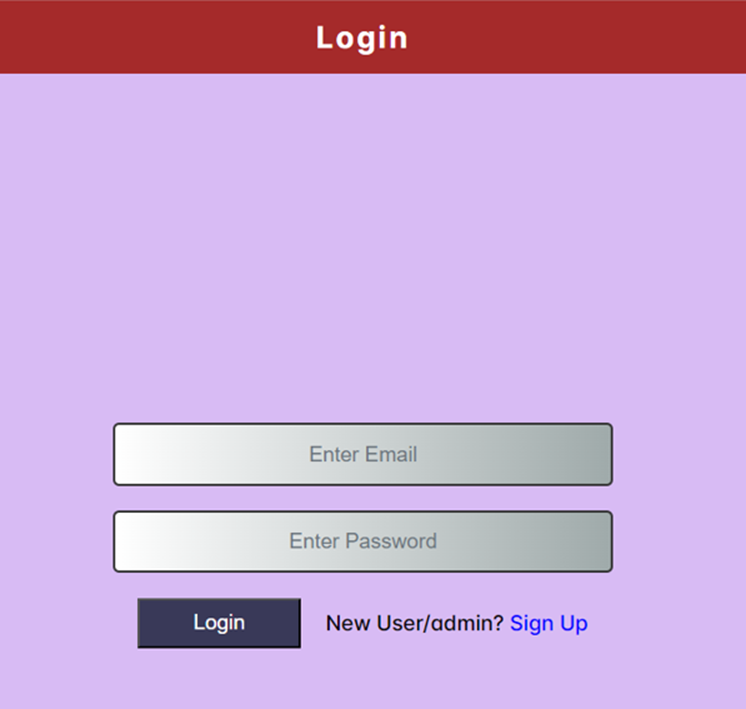 Login
Enter Email
Enter Password
Login New User/admin? Sign Up